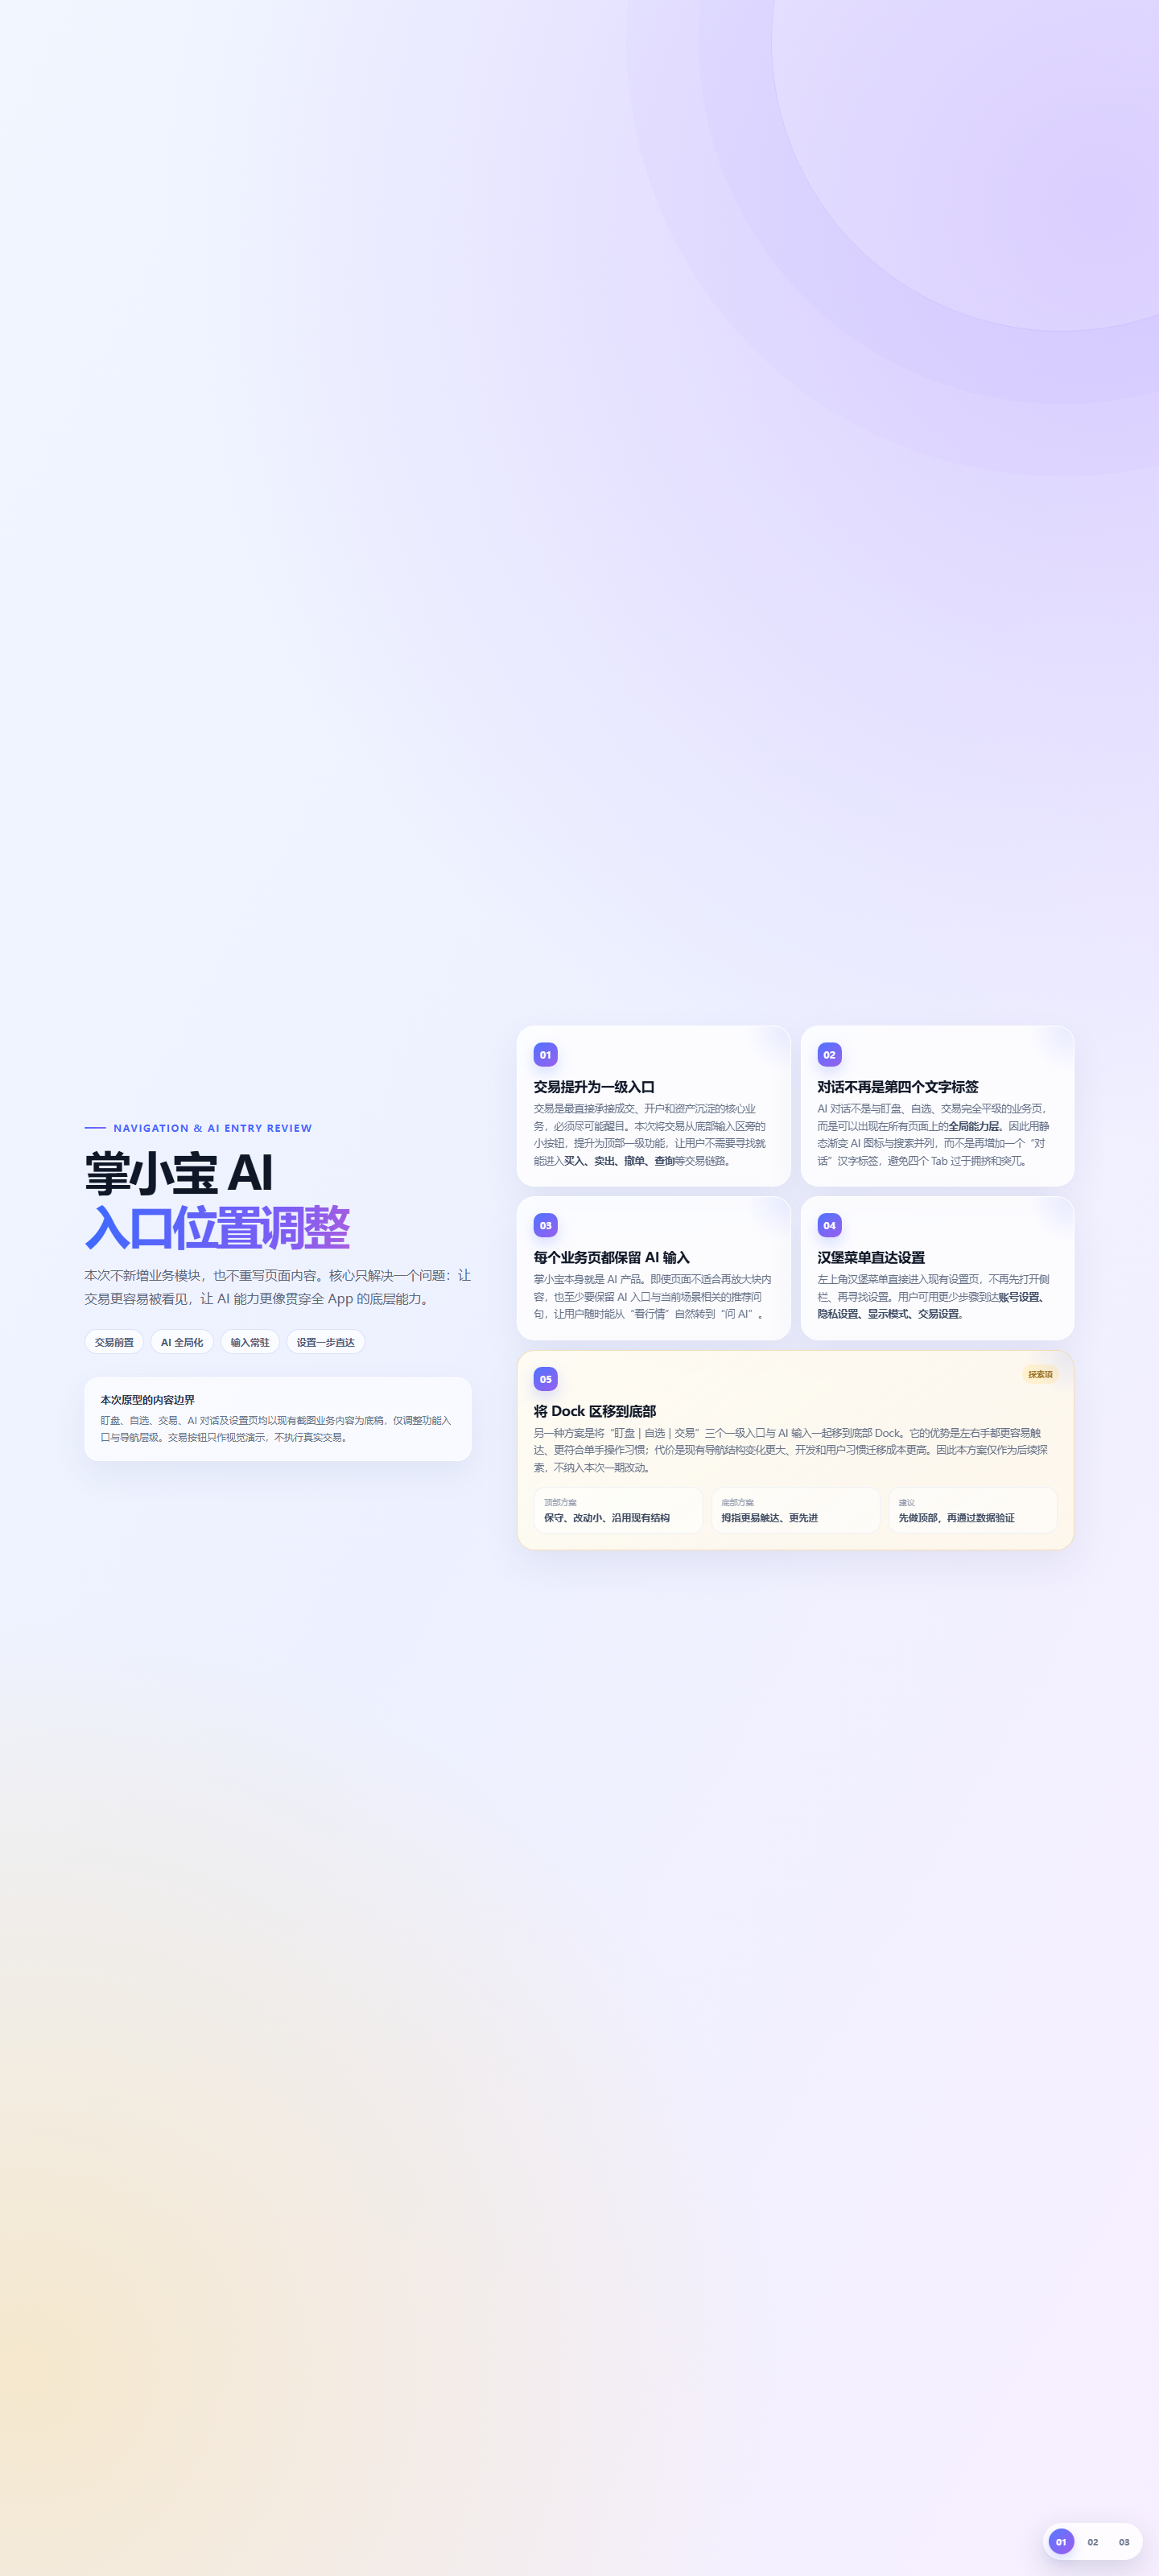 NAVIGATION & AI ENTRY REVIEW
掌小宝 AI
入口位置调整
本次不新增业务模块，也不重写页面内容。核心只解决一个问题：让
交易更容易被看见，让 AI 能力更像贯穿全 App 的底层能力。
交易前置
AI 全局化
输入常驻
设置一步直达
本次原型的内容边界
盯盘、自选、交易、AI 对话及设置页均以现有截图业务内容为底稿，仅调整功能入
口与导航层级。交易按钮只作视觉演示，不执行真实交易。
01
交易提升为一级入口
交易是最直接承接成交、开户和资产沉淀的核心业
务，必须尽可能醒目。本次将交易从底部输入区旁的
小按钮，提升为顶部一级功能，让用户不需要寻找就
能进入买入、卖出、撤单、查询等交易链路。
02
对话不再是第四个文字标签
AI 对话不是与盯盘、自选、交易完全平级的业务页，
而是可以出现在所有页面上的全局能力层。因此用静
态渐变 AI 图标与搜索并列，而不是再增加一个“对
话”汉字标签，避免四个 Tab 过于拥挤和突兀。
03
每个业务页都保留 AI 输入
掌小宝本身就是 AI 产品。即使页面不适合再放大块内
容，也至少要保留 AI 入口与当前场景相关的推荐问
句，让用户随时能从“看行情”自然转到“问 AI”。
04
汉堡菜单直达设置
左上角汉堡菜单直接进入现有设置页，不再先打开侧
栏、再寻找设置。用户可用更少步骤到达账号设置、
隐私设置、显示模式、交易设置。
05
探索项
将 Dock 区移到底部
另一种方案是将“盯盘｜自选｜交易”三个一级入口与 AI 输入一起移到底部 Dock。它的优势是左右手都更容易触
达、更符合单手操作习惯；代价是现有导航结构变化更大、开发和用户习惯迁移成本更高。因此本方案仅作为后续探
索，不纳入本次一期改动。
顶部方案
保守、改动小、沿用现有结构
底部方案
拇指更易触达、更先进
建议
先做顶部，再通过数据验证
01
02
03